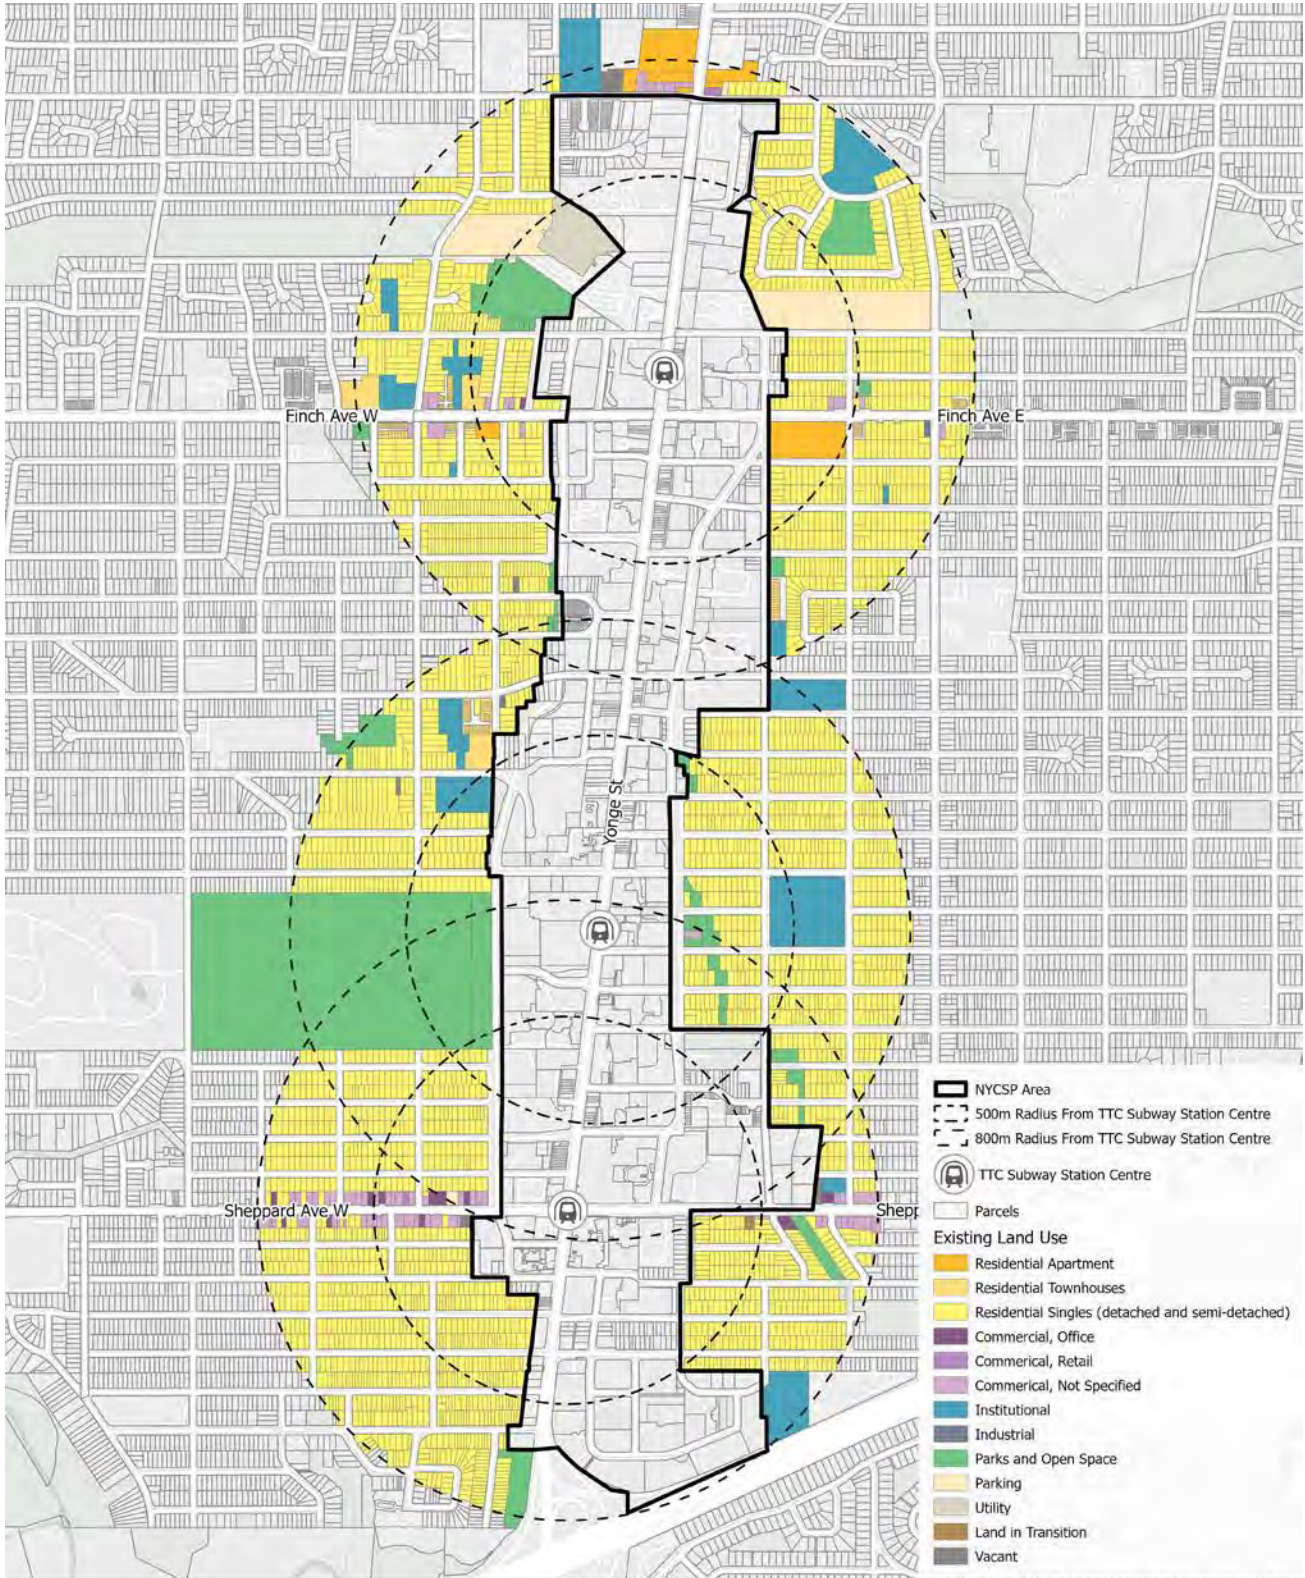 Finch Ave W
Finch Ave E
Yonge St
Sheppard Ave W
Shepp
NYCSP Area
500m Radius From TTC Subway Station Centre
800m Radius From TTC Subway Station Centre
TTC Subway Station Centre
Parcels
Existing Land Use
Residential Apartment
Residential Townhouses
Residential Singles (detached and semi-detached)
Commercial, Office
Commerical, Retail
Commerical, Not Specified
Institutional
Industrial
Parks and Open Space
Parking
Utility
Land in Transition
Vacant